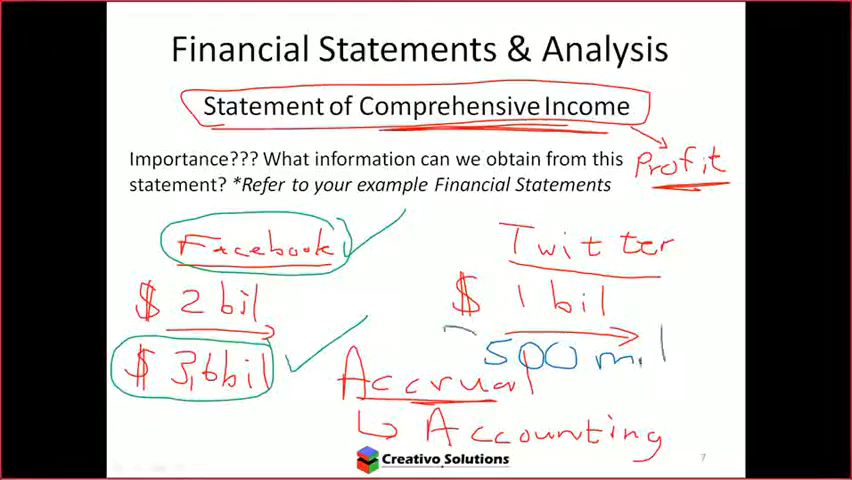 Financial Statements & Analysis
Statement of Comprehensive Income
Importance??? What information can we obtain from this
statement? *Refer to your example Financial Statements
Profit
Facebook
Twitter
$ 2 bil
$ 1 bil
$ 3,6 bil
500 mil
Accrual
Accounting
Creativo Solutions
7